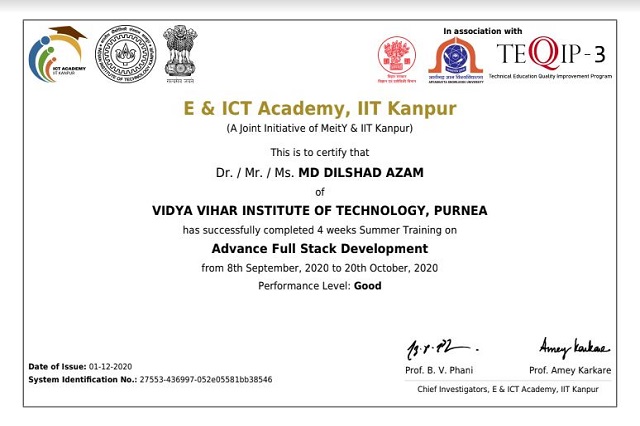 In association with
ICT ACADEMY
IIT KANPUR
TEQIP-3
Technical Education Quality Improvement Program
E & ICT Academy, IIT Kanpur
(A Joint Initiative of MeitY & IIT Kanpur)
This is to certify that
Dr. / Mr. / Ms. MD DILSHAD AZAM
of
VIDYA VIHAR INSTITUTE OF TECHNOLOGY, PURNEA
has successfully completed 4 weeks Summer Training on
Advance Full Stack Development
from 8th September, 2020 to 20th October, 2020
Performance Level: Good
Amey Karkare
Prof. B. V. Phani
Prof. Amey Karkare
Date of Issue: 01-12-2020
System Identification No.: 27553-436997-052e05581bb38546
Chief Investigators, E & ICT Academy, IIT Kanpur